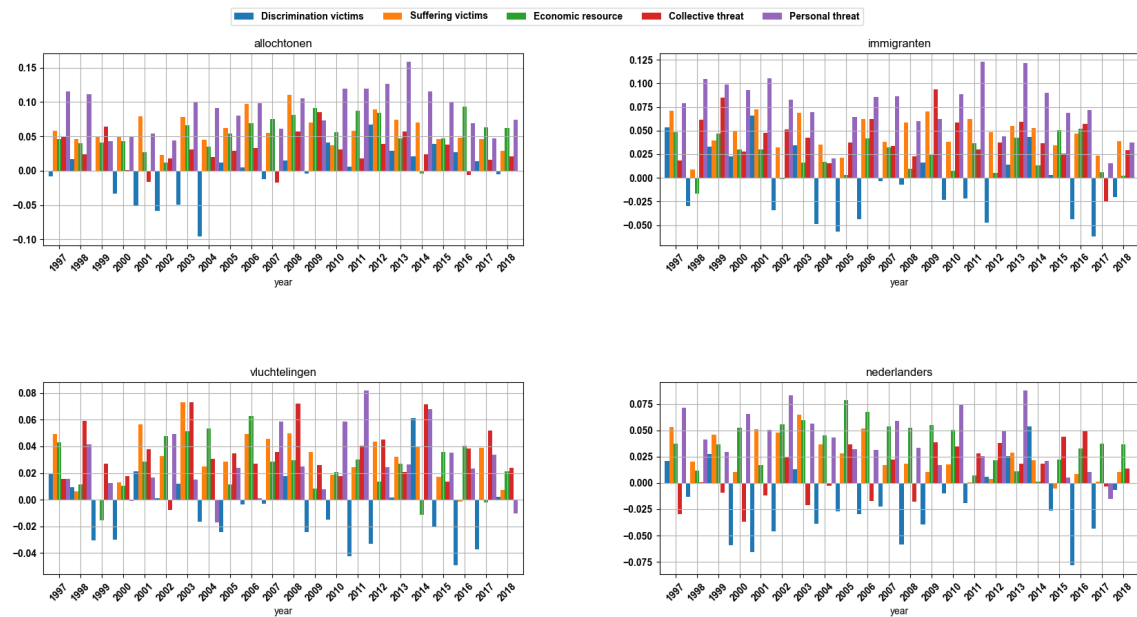 Discrimination victims Suffering victims Economic resource Collective threat Personal threat
allochtonen
0.15
0.10
0.05
0.00
−0.05
−0.10
1997 1998 1999 2000 2001 2002 2003 2004 2005 2006 2007 2008 2009 2010 2011 2012 2013 2014 2015 2016 2017 2018
year
immigranten
0.125
0.100
0.075
0.050
0.025
0.000
−0.025
−0.050
1997 1998 1999 2000 2001 2002 2003 2004 2005 2006 2007 2008 2009 2010 2011 2012 2013 2014 2015 2016 2017 2018
year
vluchtelingen
0.08
0.06
0.04
0.02
0.00
−0.02
−0.04
1997 1998 1999 2000 2001 2002 2003 2004 2005 2006 2007 2008 2009 2010 2011 2012 2013 2014 2015 2016 2017 2018
year
nederlanders
0.075
0.050
0.025
0.000
−0.025
−0.050
−0.075
1997 1998 1999 2000 2001 2002 2003 2004 2005 2006 2007 2008 2009 2010 2011 2012 2013 2014 2015 2016 2017 2018
year